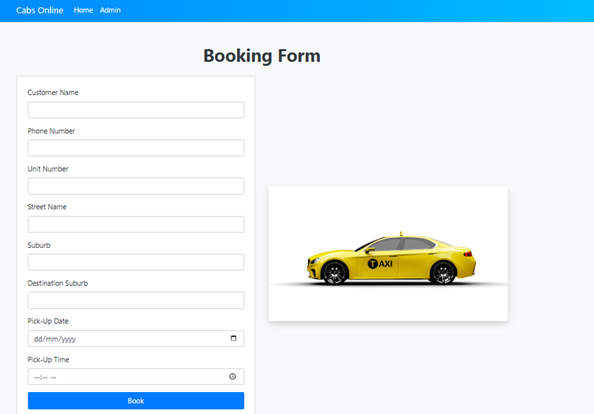 Cabs Online Home Admin
Booking Form
Customer Name
Phone Number
Unit Number
Street Name
Suburb
Destination Suburb
Pick-Up Date
dd/mm/yyyy
Pick-Up Time
--:-- --
Book
TAXI